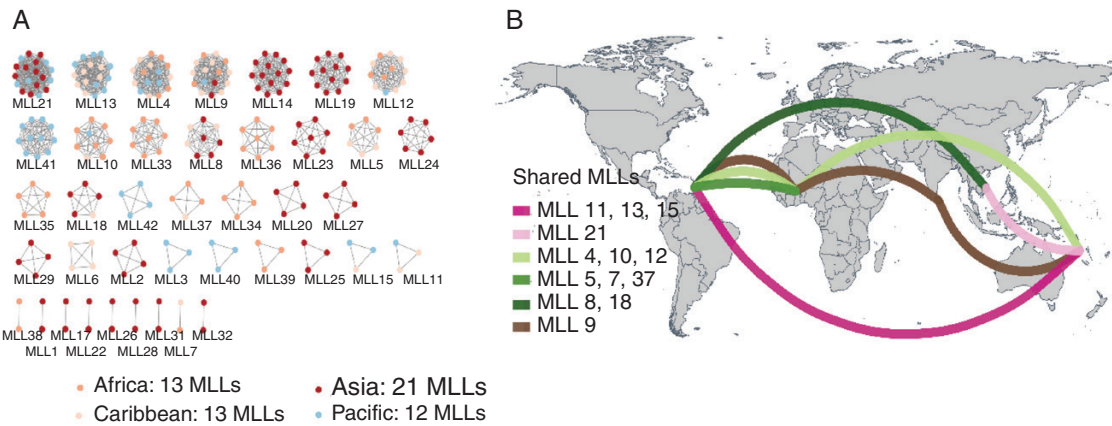 A
MLL21 MLL13 MLL4 MLL9 MLL14 MLL19 MLL12
MLL41 MLL10 MLL33 MLL8 MLL36 MLL23 MLL5 MLL24
MLL35 MLL18 MLL42 MLL37 MLL34 MLL20 MLL27
MLL29 MLL6 MLL2 MLL3 MLL40 MLL39 MLL25 MLL15 MLL11
MLL38 MLL17 MLL26 MLL31 MLL32
MLL1 MLL22 MLL28 MLL7
Africa: 13 MLLs
Asia: 21 MLLs
Caribbean: 13 MLLs
Pacific: 12 MLLs
B
Shared MLLs
MLL 11, 13, 15
MLL 21
MLL 4, 10, 12
MLL 5, 7, 37
MLL 8, 18
MLL 9